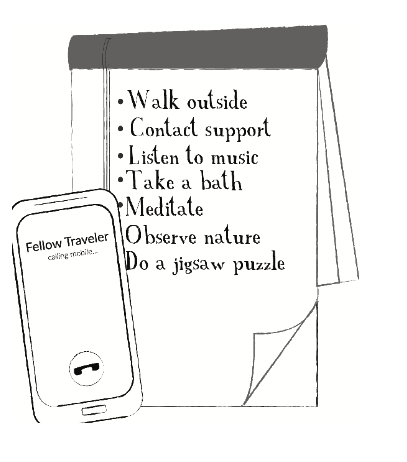 • Walk outside
• Contact support
• Listen to music
• Take a bath
• Meditate
Observe nature
Do a jigsaw puzzle
Fellow Traveler
calling mobile...